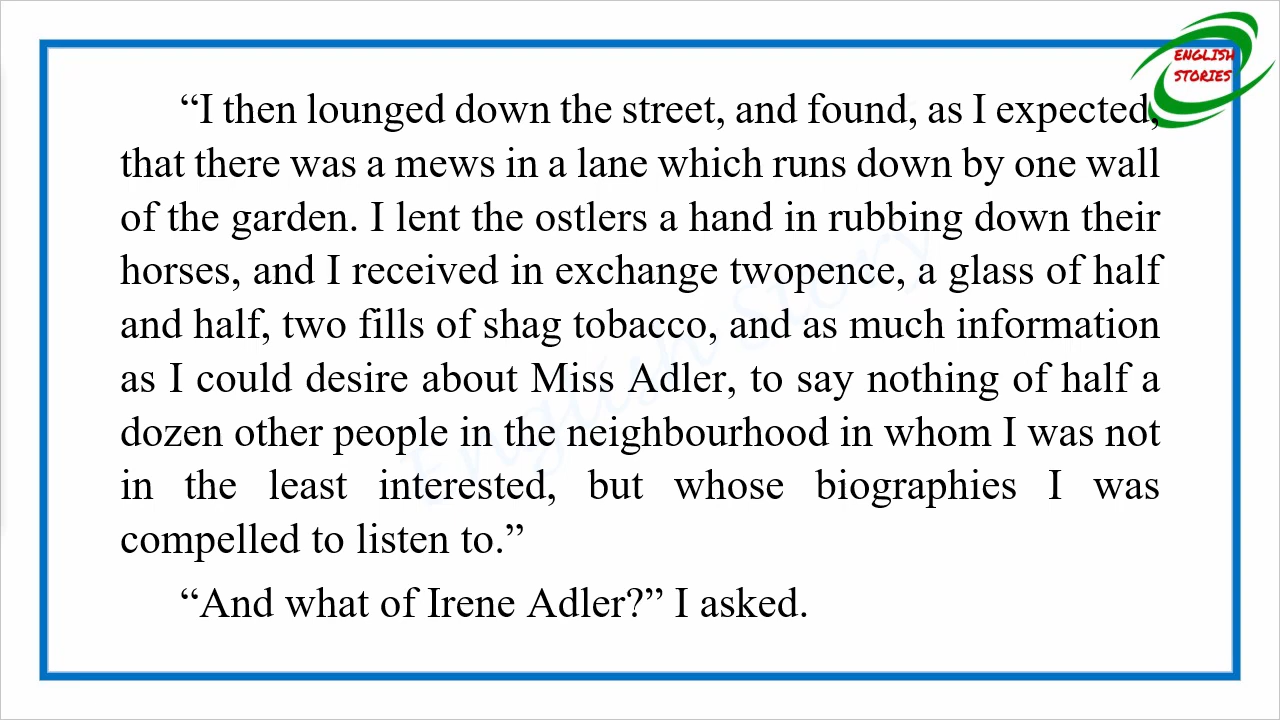 ENGLISH
STORIES
“I then lounged down the street, and found, as I expected,
that there was a mews in a lane which runs down by one wall
of the garden. I lent the ostlers a hand in rubbing down their
horses, and I received in exchange twopence, a glass of half
and half, two fills of shag tobacco, and as much information
as I could desire about Miss Adler, to say nothing of half a
dozen other people in the neighbourhood in whom I was not
in the least interested, but whose biographies I was
compelled to listen to.”
“And what of Irene Adler?” I asked.
English Story